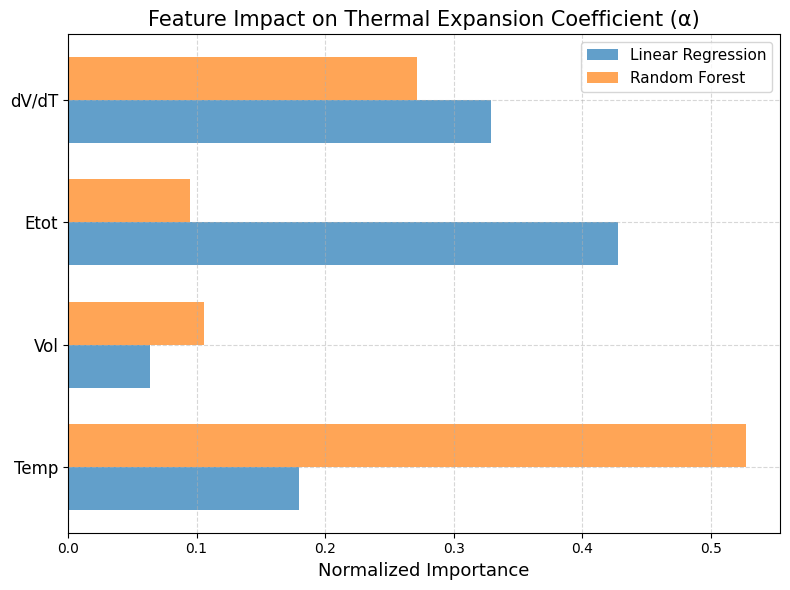 Feature Impact on Thermal Expansion Coefficient (α)
Linear Regression
Random Forest
dV/dT
Etot
Vol
Temp
0.0 0.1 0.2 0.3 0.4 0.5
Normalized Importance